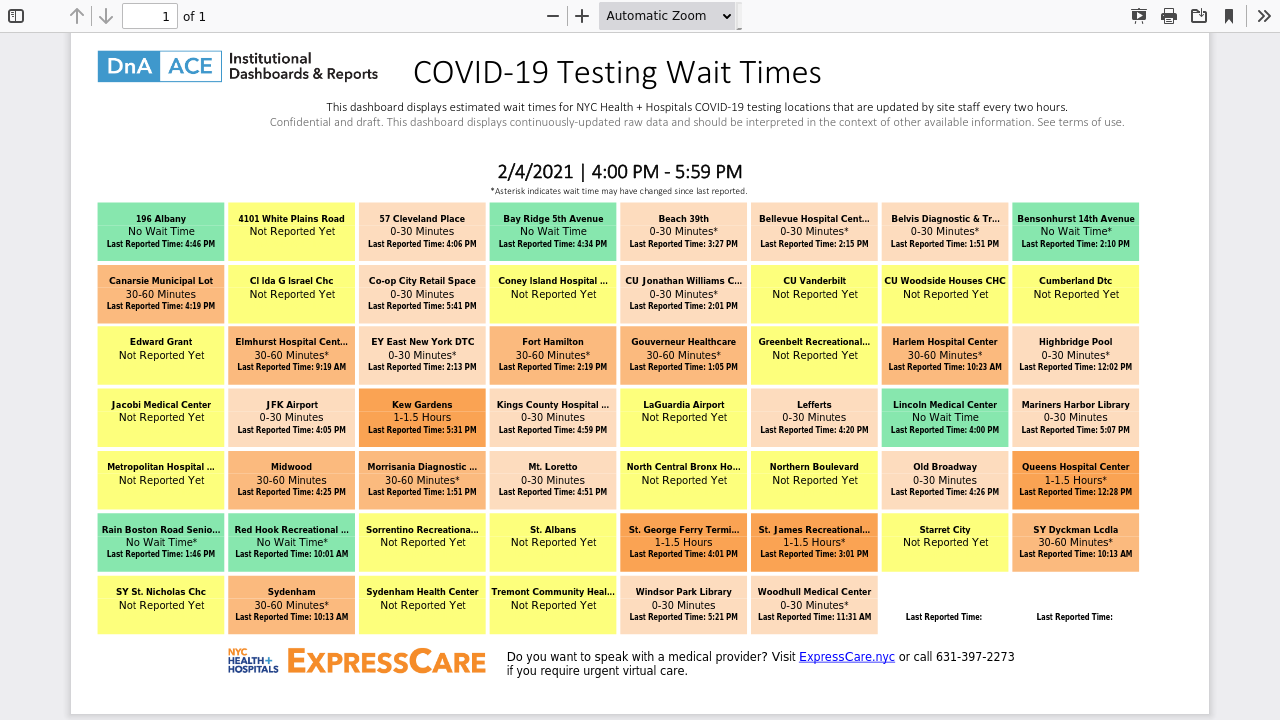 1 of 1 Automatic Zoom
DnA ACE Institutional Dashboards & Reports
COVID-19 Testing Wait Times
This dashboard displays estimated wait times for NYC Health + Hospitals COVID-19 testing locations that are updated by site staff every two hours.
Confidential and draft. This dashboard displays continuously-updated raw data and should be interpreted in the context of other available information. See terms of use.
2/4/2021 | 4:00 PM - 5:59 PM
*Asterisk indicates wait time may have changed since last reported.
196 Albany
No Wait Time
Last Reported Time: 4:46 PM
4101 White Plains Road
Not Reported Yet
57 Cleveland Place
0-30 Minutes
Last Reported Time: 4:06 PM
Bay Ridge 5th Avenue
No Wait Time
Last Reported Time: 4:34 PM
Beach 39th
0-30 Minutes*
Last Reported Time: 3:27 PM
Bellevue Hospital Cent...
0-30 Minutes*
Last Reported Time: 2:15 PM
Belvis Diagnostic & Tr...
0-30 Minutes*
Last Reported Time: 1:51 PM
Bensonhurst 14th Avenue
No Wait Time*
Last Reported Time: 2:10 PM
Canarsie Municipal Lot
30-60 Minutes
Last Reported Time: 4:19 PM
CI Ida G Israel Chc
Not Reported Yet
Co-op City Retail Space
0-30 Minutes
Last Reported Time: 5:41 PM
Coney Island Hospital ...
Not Reported Yet
CU Jonathan Williams C...
0-30 Minutes*
Last Reported Time: 2:01 PM
CU Vanderbilt
Not Reported Yet
CU Woodside Houses CHC
Not Reported Yet
Cumberland Dtc
Not Reported Yet
Edward Grant
Not Reported Yet
Elmhurst Hospital Cent...
30-60 Minutes*
Last Reported Time: 9:19 AM
EY East New York DTC
0-30 Minutes*
Last Reported Time: 2:13 PM
Fort Hamilton
30-60 Minutes*
Last Reported Time: 2:19 PM
Gouverneur Healthcare
30-60 Minutes*
Last Reported Time: 1:05 PM
Greenbelt Recreational...
Not Reported Yet
Harlem Hospital Center
30-60 Minutes*
Last Reported Time: 10:23 AM
Highbridge Pool
0-30 Minutes*
Last Reported Time: 12:02 PM
Jacobi Medical Center
Not Reported Yet
JFK Airport
0-30 Minutes
Last Reported Time: 4:05 PM
Kew Gardens
1-1.5 Hours
Last Reported Time: 5:31 PM
Kings County Hospital ...
0-30 Minutes
Last Reported Time: 4:59 PM
LaGuardia Airport
Not Reported Yet
Lefferts
0-30 Minutes
Last Reported Time: 4:20 PM
Lincoln Medical Center
No Wait Time
Last Reported Time: 4:00 PM
Mariners Harbor Library
0-30 Minutes
Last Reported Time: 5:07 PM
Metropolitan Hospital ...
Not Reported Yet
Midwood
30-60 Minutes
Last Reported Time: 4:25 PM
Morrisania Diagnostic ...
30-60 Minutes*
Last Reported Time: 1:51 PM
Mt. Loretto
0-30 Minutes
Last Reported Time: 4:51 PM
North Central Bronx Ho...
Not Reported Yet
Northern Boulevard
Not Reported Yet
Old Broadway
0-30 Minutes
Last Reported Time: 4:26 PM
Queens Hospital Center
1-1.5 Hours*
Last Reported Time: 12:28 PM
Rain Boston Road Senio...
No Wait Time*
Last Reported Time: 1:46 PM
Red Hook Recreational ...
No Wait Time*
Last Reported Time: 10:01 AM
Sorrentino Recreationa...
Not Reported Yet
St. Albans
Not Reported Yet
St. George Ferry Termi...
1-1.5 Hours
Last Reported Time: 4:01 PM
St. James Recreational...
1-1.5 Hours*
Last Reported Time: 3:01 PM
Starret City
Not Reported Yet
SY Dyckman Lcdla
30-60 Minutes*
Last Reported Time: 10:13 AM
SY St. Nicholas Chc
Not Reported Yet
Sydenham
30-60 Minutes*
Last Reported Time: 10:13 AM
Sydenham Health Center
Not Reported Yet
Tremont Community Heal...
Not Reported Yet
Windsor Park Library
0-30 Minutes
Last Reported Time: 5:21 PM
Woodhull Medical Center
0-30 Minutes*
Last Reported Time: 11:31 AM
Last Reported Time:
Last Reported Time:
NYC HEALTH+ HOSPITALS
EXPRESSCARE
Do you want to speak with a medical provider? Visit ExpressCare.nyc or call 631-397-2273
if you require urgent virtual care.